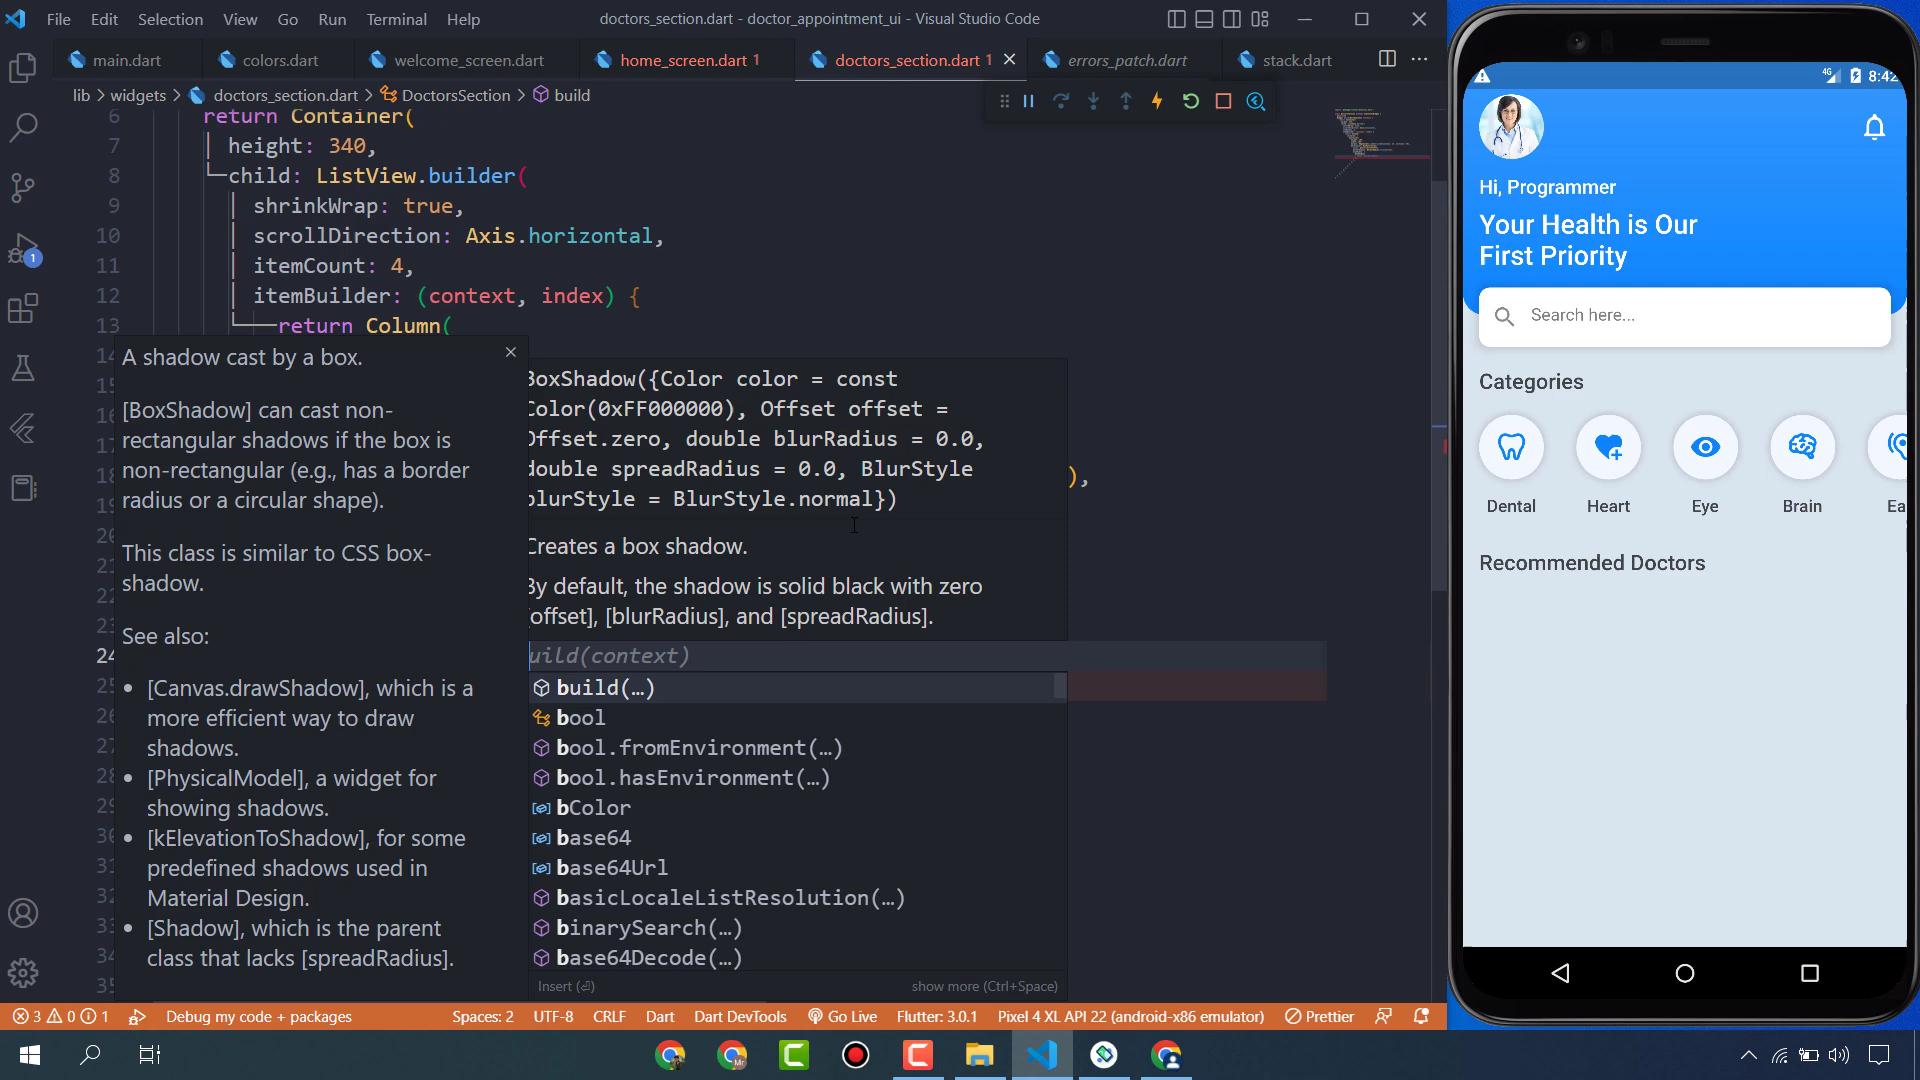 File Edit Selection View Go Run Terminal Help
doctors_section.dart - doctor_appointment_ui - Visual Studio Code
main.dart
colors.dart
welcome_screen.dart
home_screen.dart 1
doctors_section.dart 1
errors_patch.dart
stack.dart
lib > widgets > doctors_section.dart > DoctorsSection > build
6 return Container(
7 height: 340,
8 child: ListView.builder(
9 shrinkWrap: true,
10 scrollDirection: Axis.horizontal,
11 itemCount: 4,
12 itemBuilder: (context, index) {
13 return Column(
A shadow cast by a box.
[BoxShadow] can cast non-
rectangular shadows if the box is
non-rectangular (e.g., has a border
radius or a circular shape).
This class is similar to CSS box-
shadow.
See also:
• [Canvas.drawShadow], which is a
more efficient way to draw
shadows.
• [PhysicalModel], a widget for
showing shadows.
• [kElevationToShadow], for some
predefined shadows used in
Material Design.
• [Shadow], which is the parent
class that lacks [spreadRadius].
BoxShadow({Color color = const
Color(0xFF000000), Offset offset =
Offset.zero, double blurRadius = 0.0,
double spreadRadius = 0.0, BlurStyle
blurStyle = BlurStyle.normal})
),
Creates a box shadow.
By default, the shadow is solid black with zero
[offset], [blurRadius], and [spreadRadius].
24 uild(context)
build(…)
bool
bool.fromEnvironment(…)
bool.hasEnvironment(…)
bColor
base64
base64Url
basicLocaleListResolution(…)
binarySearch(…)
base64Decode(…)
Insert (⏎) show more (Ctrl+Space)
1
3 0 1 Debug my code + packages
Spaces: 2 UTF-8 CRLF Dart Dart DevTools Go Live Flutter: 3.0.1 Pixel 4 XL API 22 (android-x86 emulator) Prettier
4G 8:42
Hi, Programmer
Your Health is Our
First Priority
Search here...
Categories
Dental Heart Eye Brain Ea
Recommended Doctors